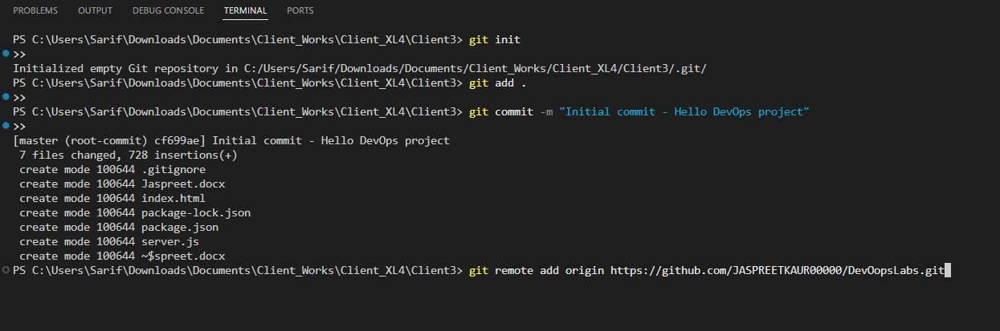 PROBLEMS OUTPUT DEBUG CONSOLE TERMINAL PORTS
PS C:\Users\Sarif\Downloads\Documents\Client_Works\Client_XL4\Client3> git init
>>
Initialized empty Git repository in C:/Users/Sarif/Downloads/Documents/Client_Works/Client_XL4/Client3/.git/
PS C:\Users\Sarif\Downloads\Documents\Client_Works\Client_XL4\Client3> git add .
>>
PS C:\Users\Sarif\Downloads\Documents\Client_Works\Client_XL4\Client3> git commit -m "Initial commit - Hello DevOps project"
>>
[master (root-commit) cf699ae] Initial commit - Hello DevOps project
7 files changed, 728 insertions(+)
create mode 100644 .gitignore
create mode 100644 Jaspreet.docx
create mode 100644 index.html
create mode 100644 package-lock.json
create mode 100644 package.json
create mode 100644 server.js
create mode 100644 ~$spreet.docx
PS C:\Users\Sarif\Downloads\Documents\Client_Works\Client_XL4\Client3> git remote add origin https://github.com/JASPREETKAUR00000/DevOopsLabs.git